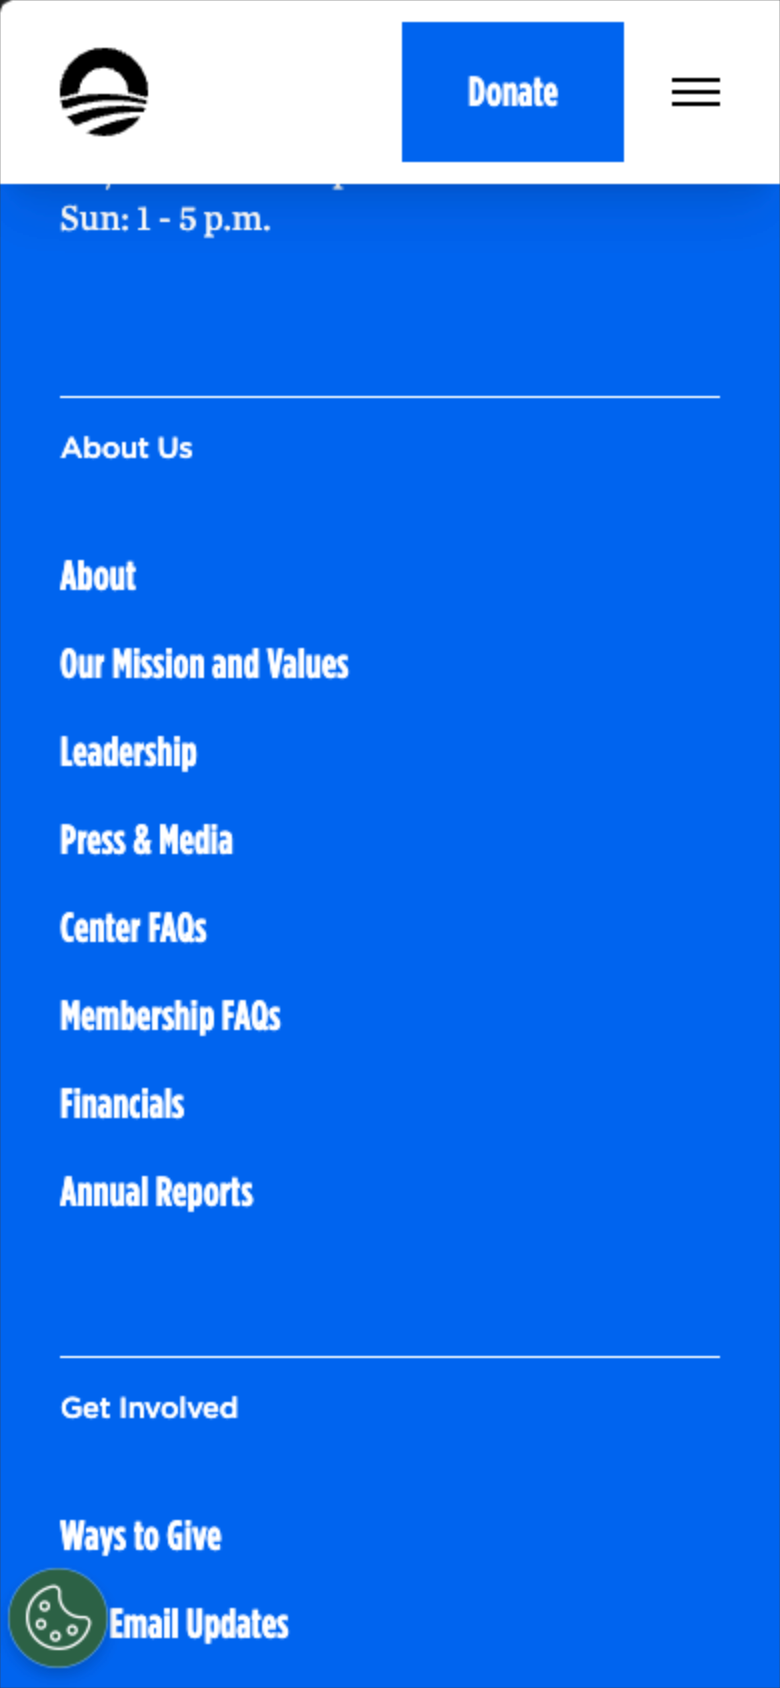 Donate
Sun: 1 - 5 p.m.
About Us
About
Our Mission and Values
Leadership
Press & Media
Center FAQs
Membership FAQs
Financials
Annual Reports
Get Involved
Ways to Give
Email Updates